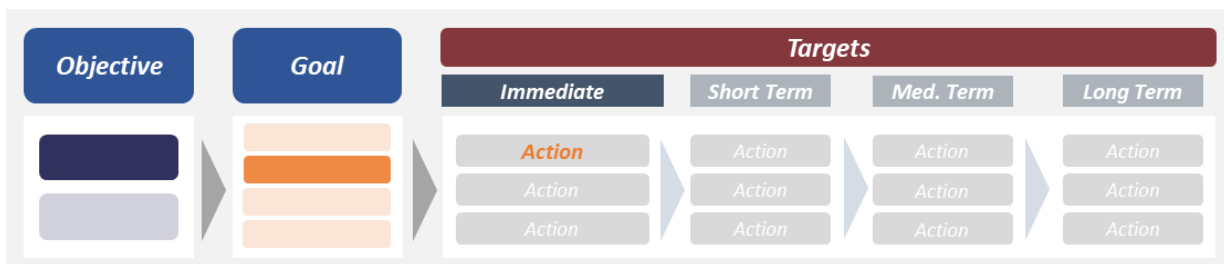 Objective
Goal
Targets
Immediate
Short Term
Med. Term
Long Term
Action
Action
Action
Action
Action
Action
Action
Action
Action
Action
Action
Action